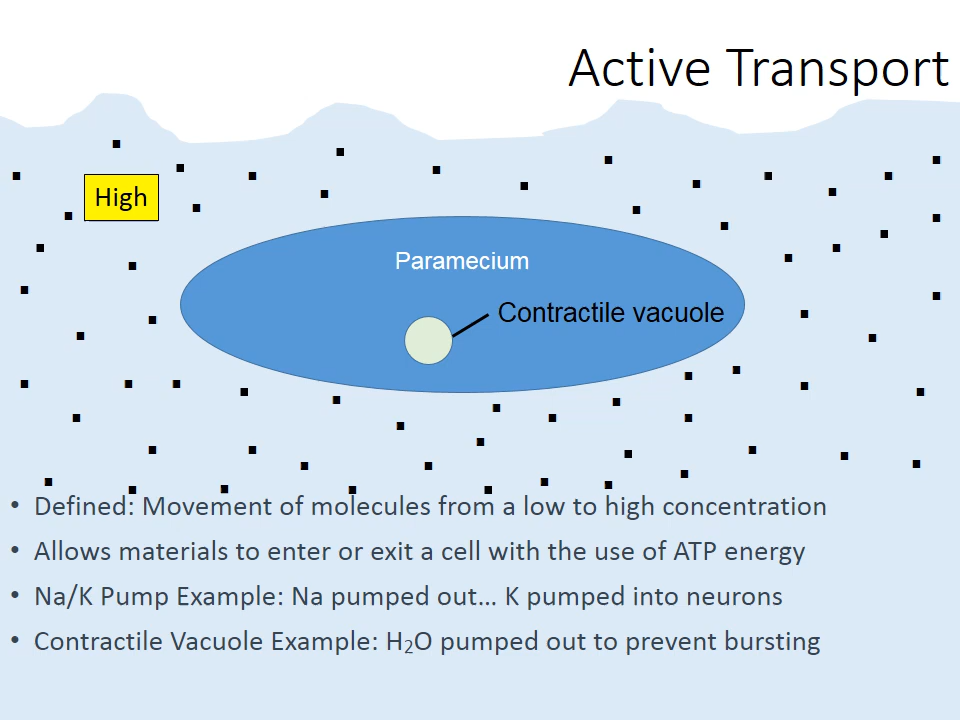 Active Transport
High
Paramecium
Contractile vacuole
• Defined: Movement of molecules from a low to high concentration
• Allows materials to enter or exit a cell with the use of ATP energy
• Na/K Pump Example: Na pumped out… K pumped into neurons
• Contractile Vacuole Example: H₂O pumped out to prevent bursting